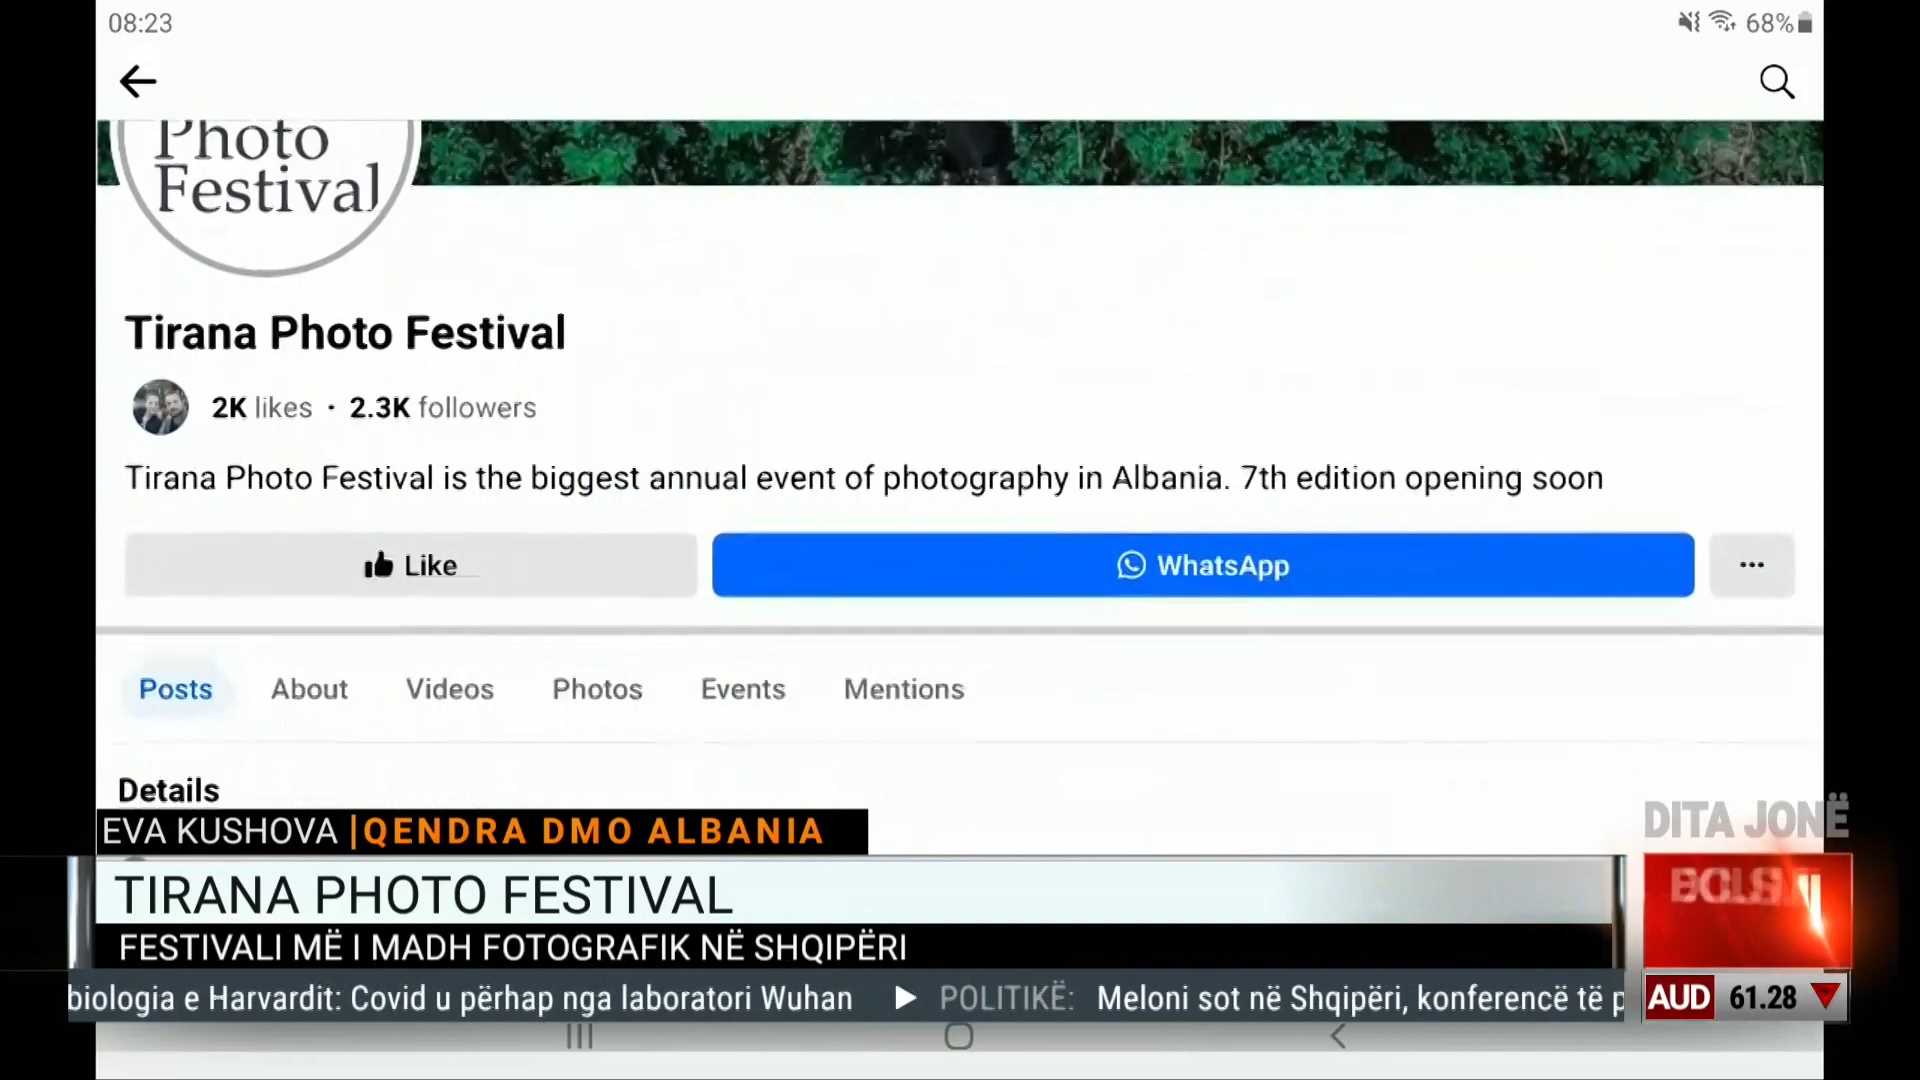 08:23
68%
Photo
Festival
Tirana Photo Festival
2K likes · 2.3K followers
Tirana Photo Festival is the biggest annual event of photography in Albania. 7th edition opening soon
Like
WhatsApp
Posts About Videos Photos Events Mentions
Details
EVA KUSHOVA |QENDRA DMO ALBANIA
DITA JONË
TIRANA PHOTO FESTIVAL
FESTIVALI MË I MADH FOTOGRAFIK NË SHQIPËRI
biologia e Harvardit: Covid u përhap nga laboratori Wuhan ▶ POLITIKË: Meloni sot në Shqipëri, konferencë të
AUD 61.28